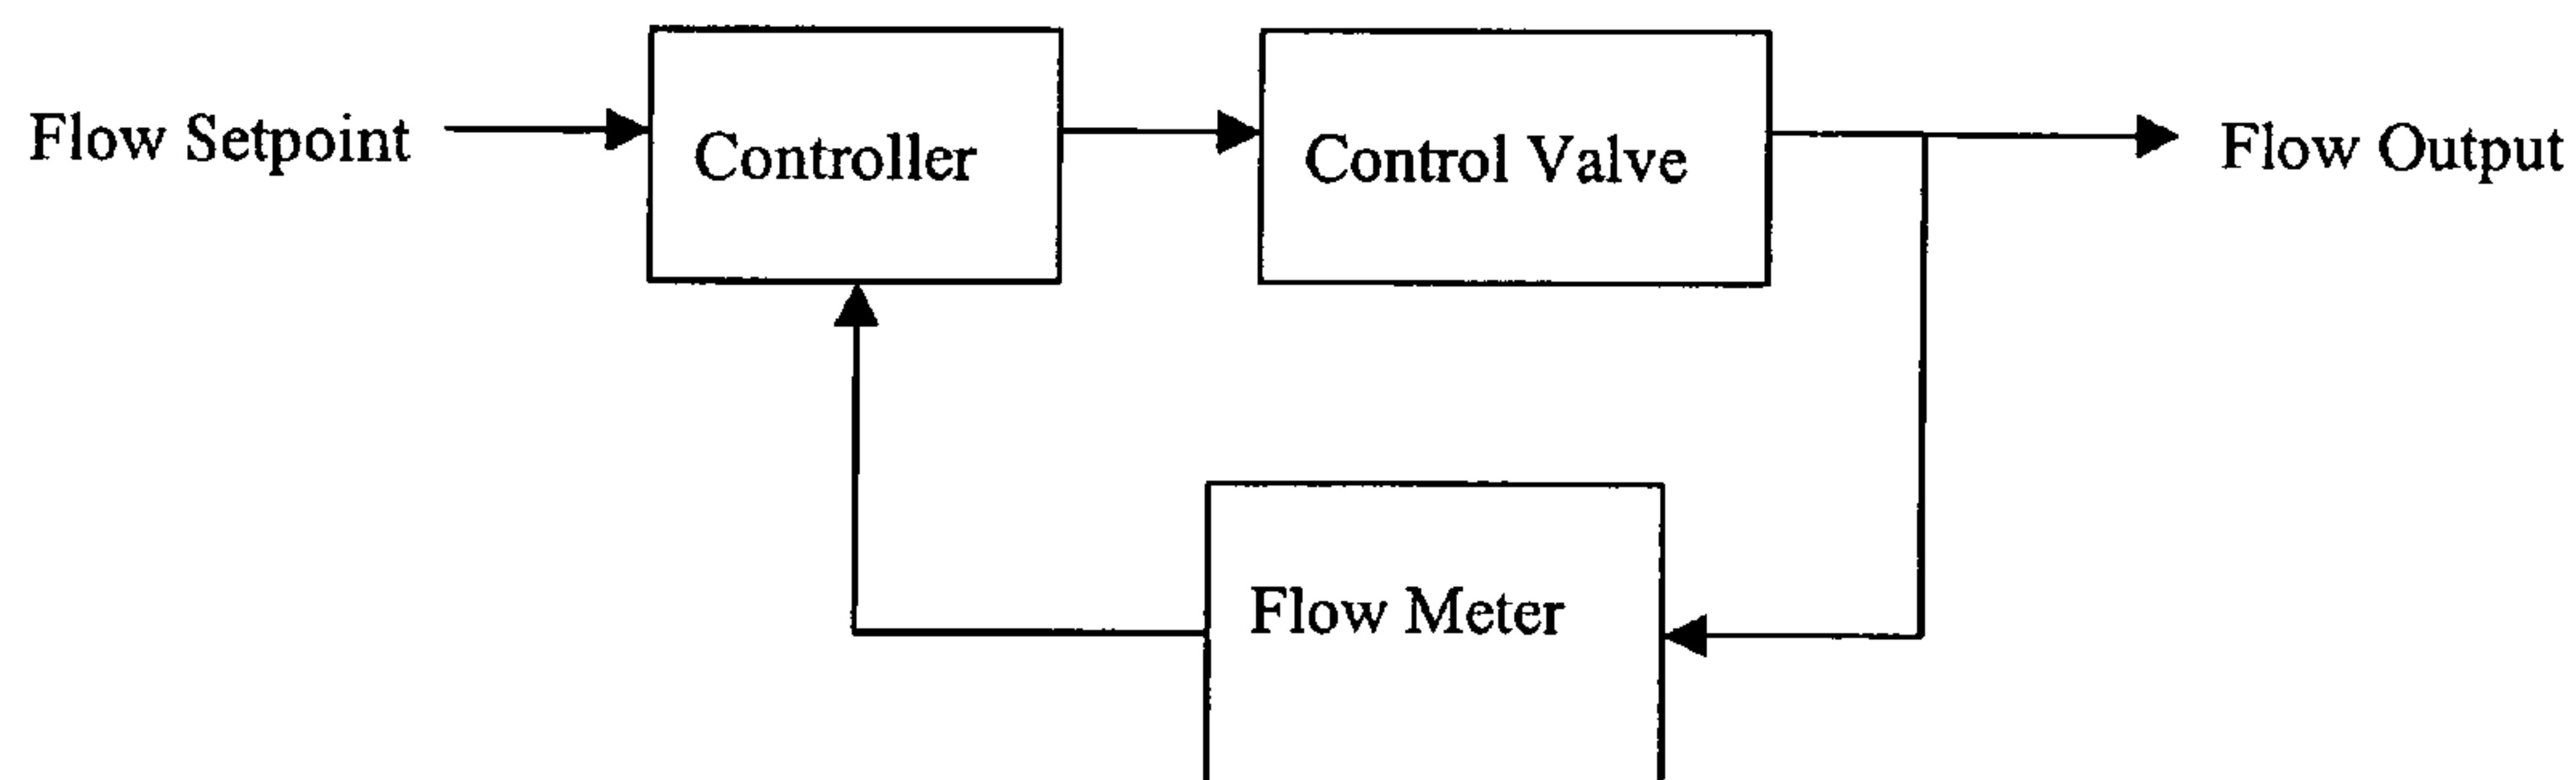 Flow Setpoint
Controller
Control Valve
Flow Output
Flow Meter